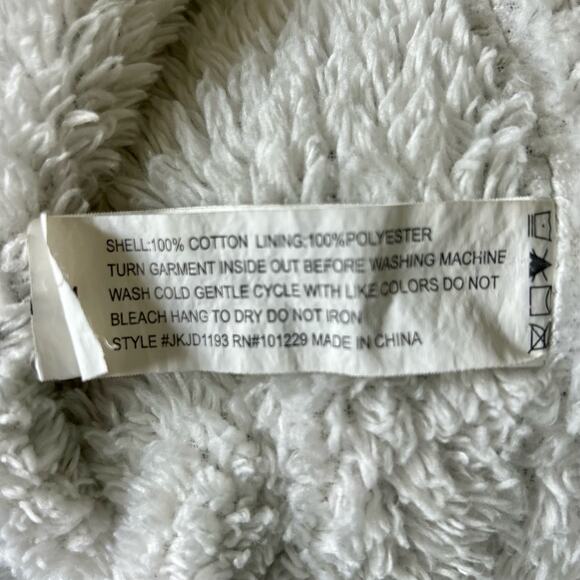 SHELL:100% COTTON LINING:100%POLYESTER
TURN GARMENT INSIDE OUT BEFORE WASHING MACHINE
WASH COLD GENTLE CYCLE WITH LIKE COLORS DO NOT
BLEACH HANG TO DRY DO NOT IRON
STYLE #JKJD1193 RN#101229 MADE IN CHINA